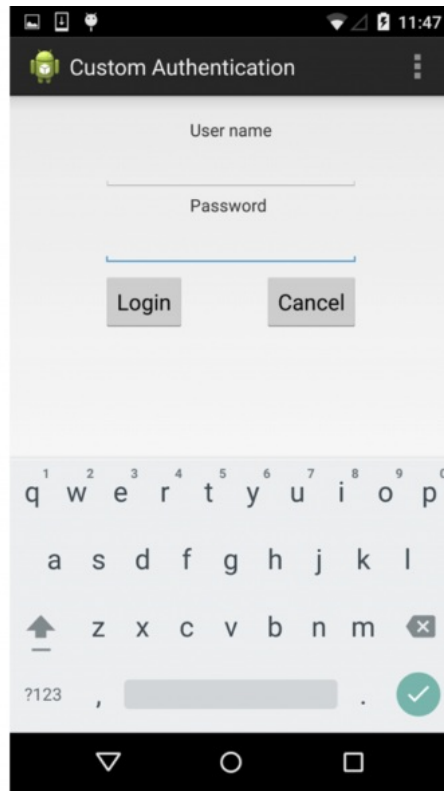 11:47
Custom Authentication
User name
Password
Login Cancel
1 2 3 4 5 6 7 8 9 0
q w e r t y u i o p
a s d f g h j k l
z x c v b n m
?123 , .